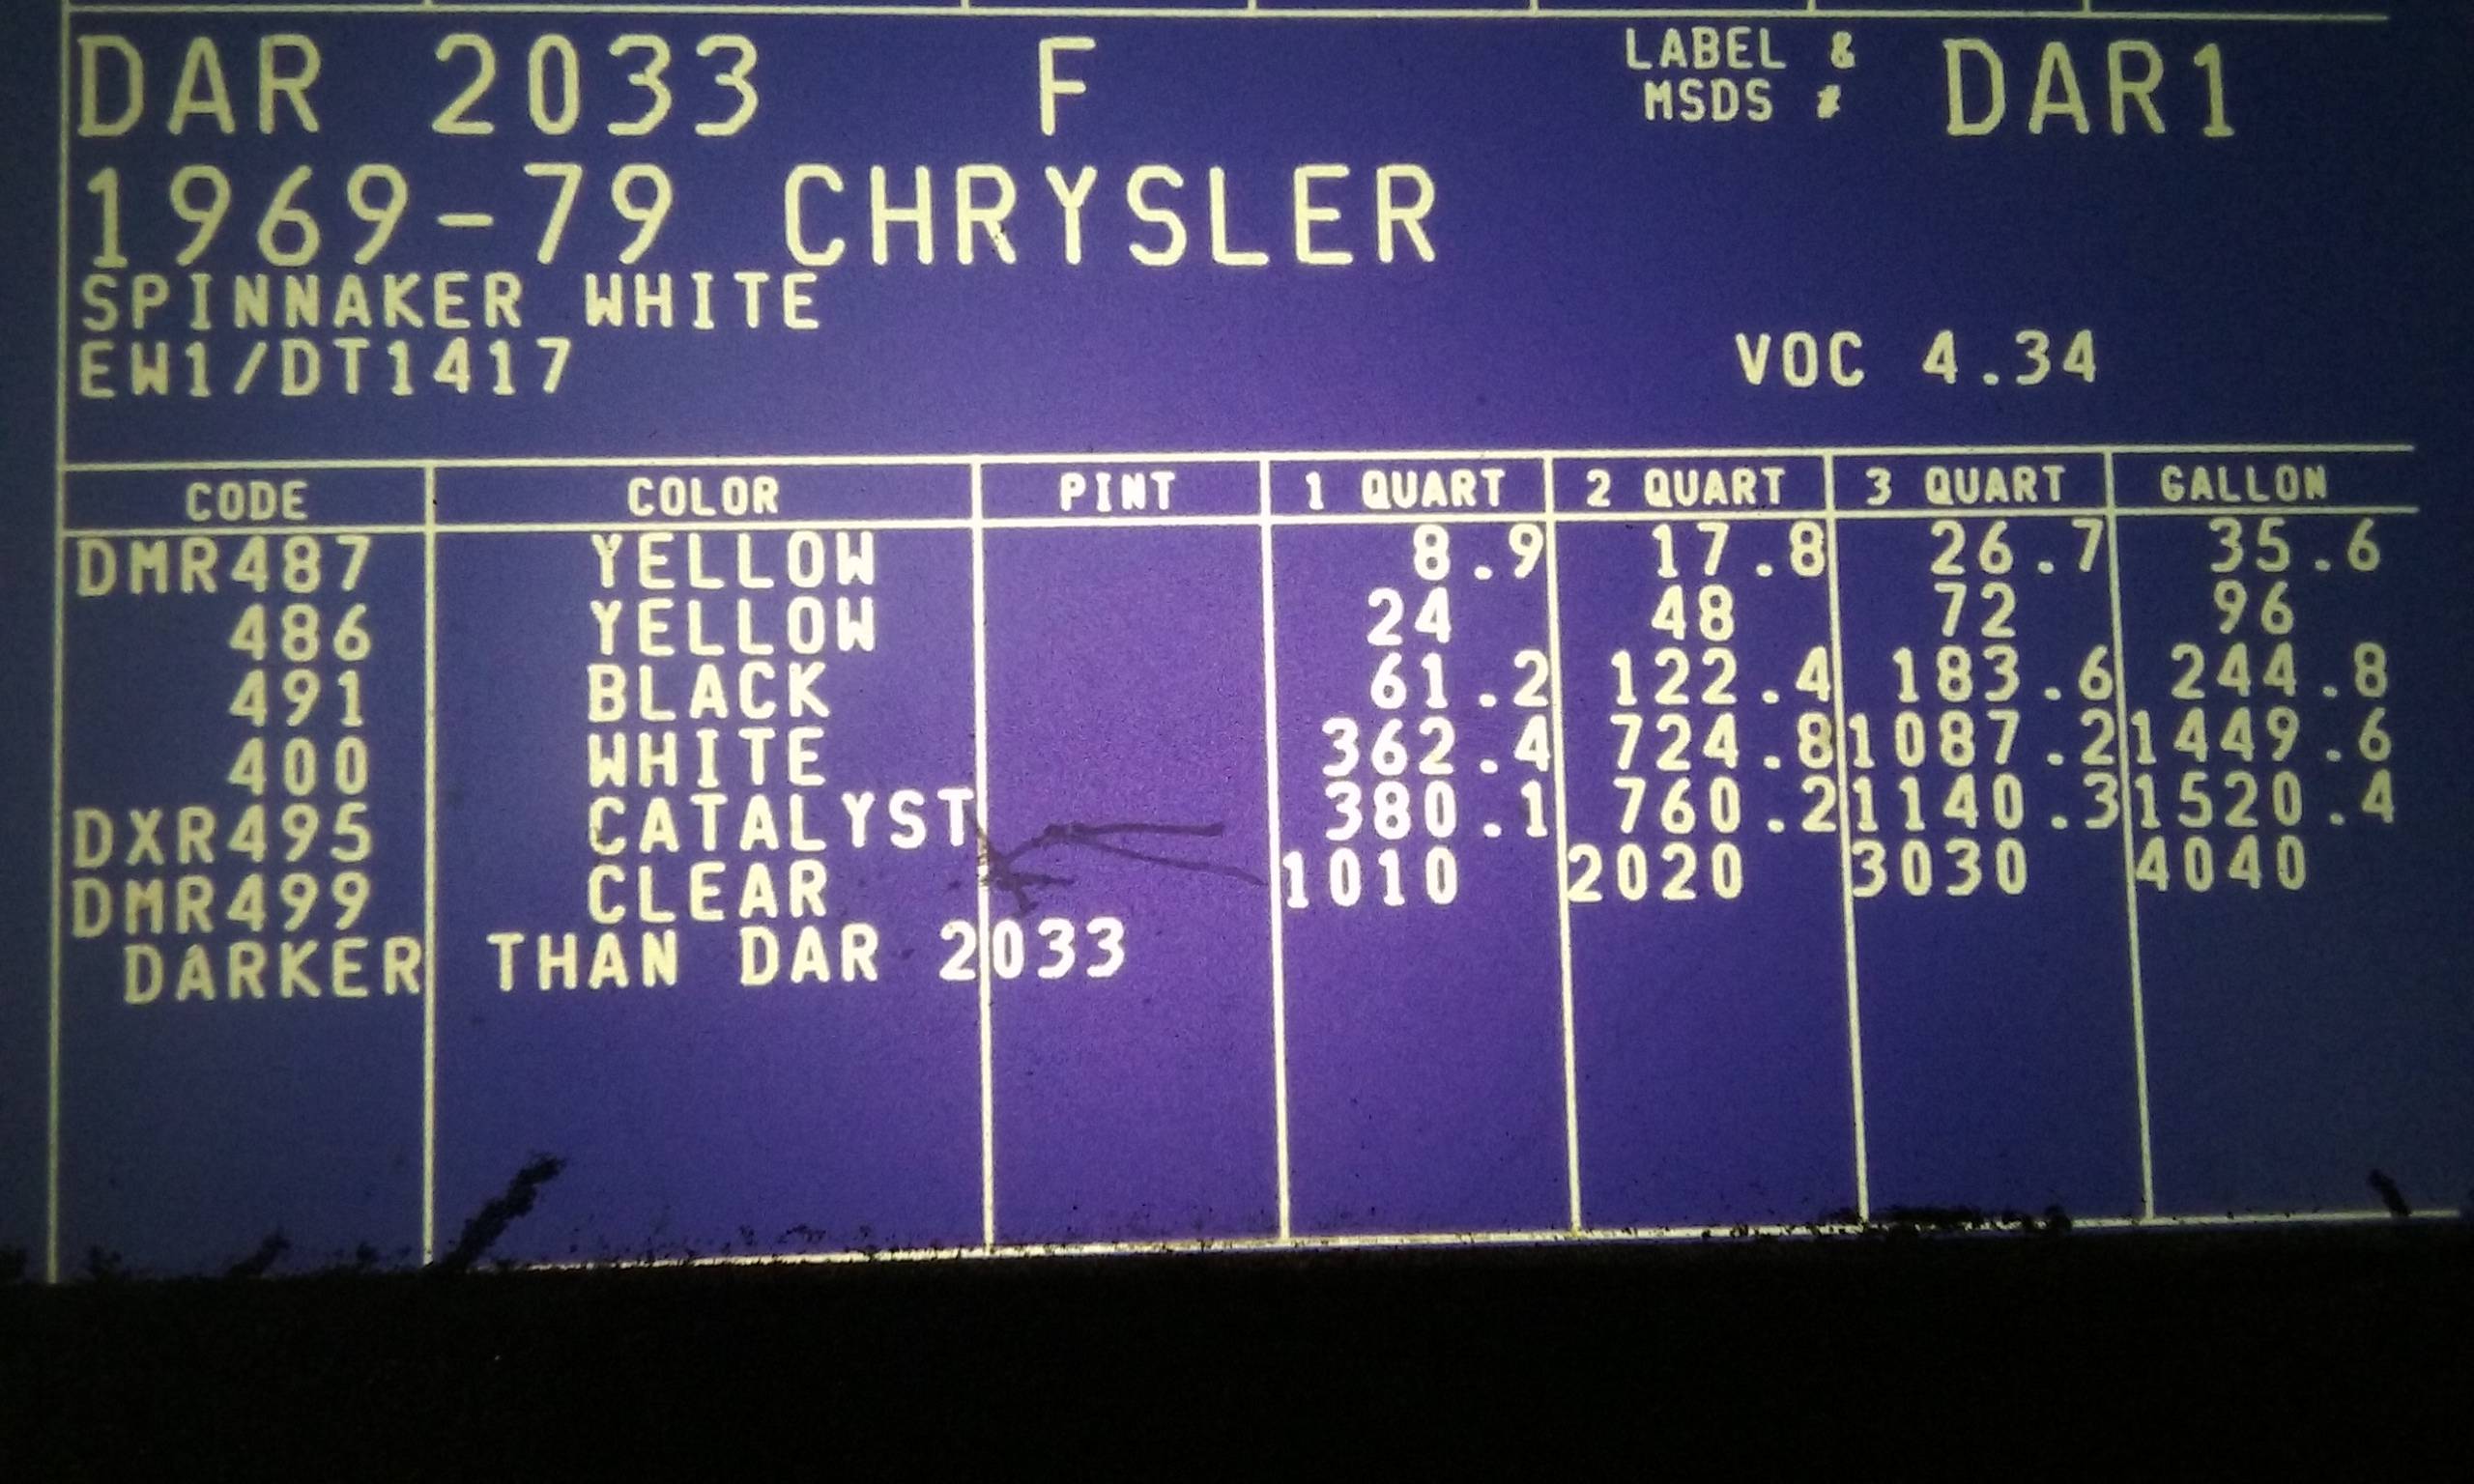 DAR 2033 F LABEL & MSDS # DAR1
1969-79 CHRYSLER
SPINNAKER WHITE
EW1/DT1417 VOC 4.34
CODE COLOR PINT 1 QUART 2 QUART 3 QUART GALLON
DMR487 YELLOW 8.9 17.8 26.7 35.6
486 YELLOW 24 48 72 96
491 BLACK 61.2 122.4 183.6 244.8
400 WHITE 362.4 724.8 1087.2 1449.6
DXR495 CATALYST 380.1 760.2 1140.3 1520.4
DMR499 CLEAR 1010 2020 3030 4040
DARKER THAN DAR 2033